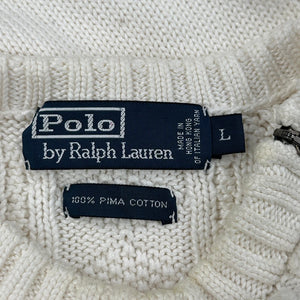 Polo
by Ralph Lauren
MADE IN
HONG KONG
OF ITALIAN YARN
L
100% PIMA COTTON